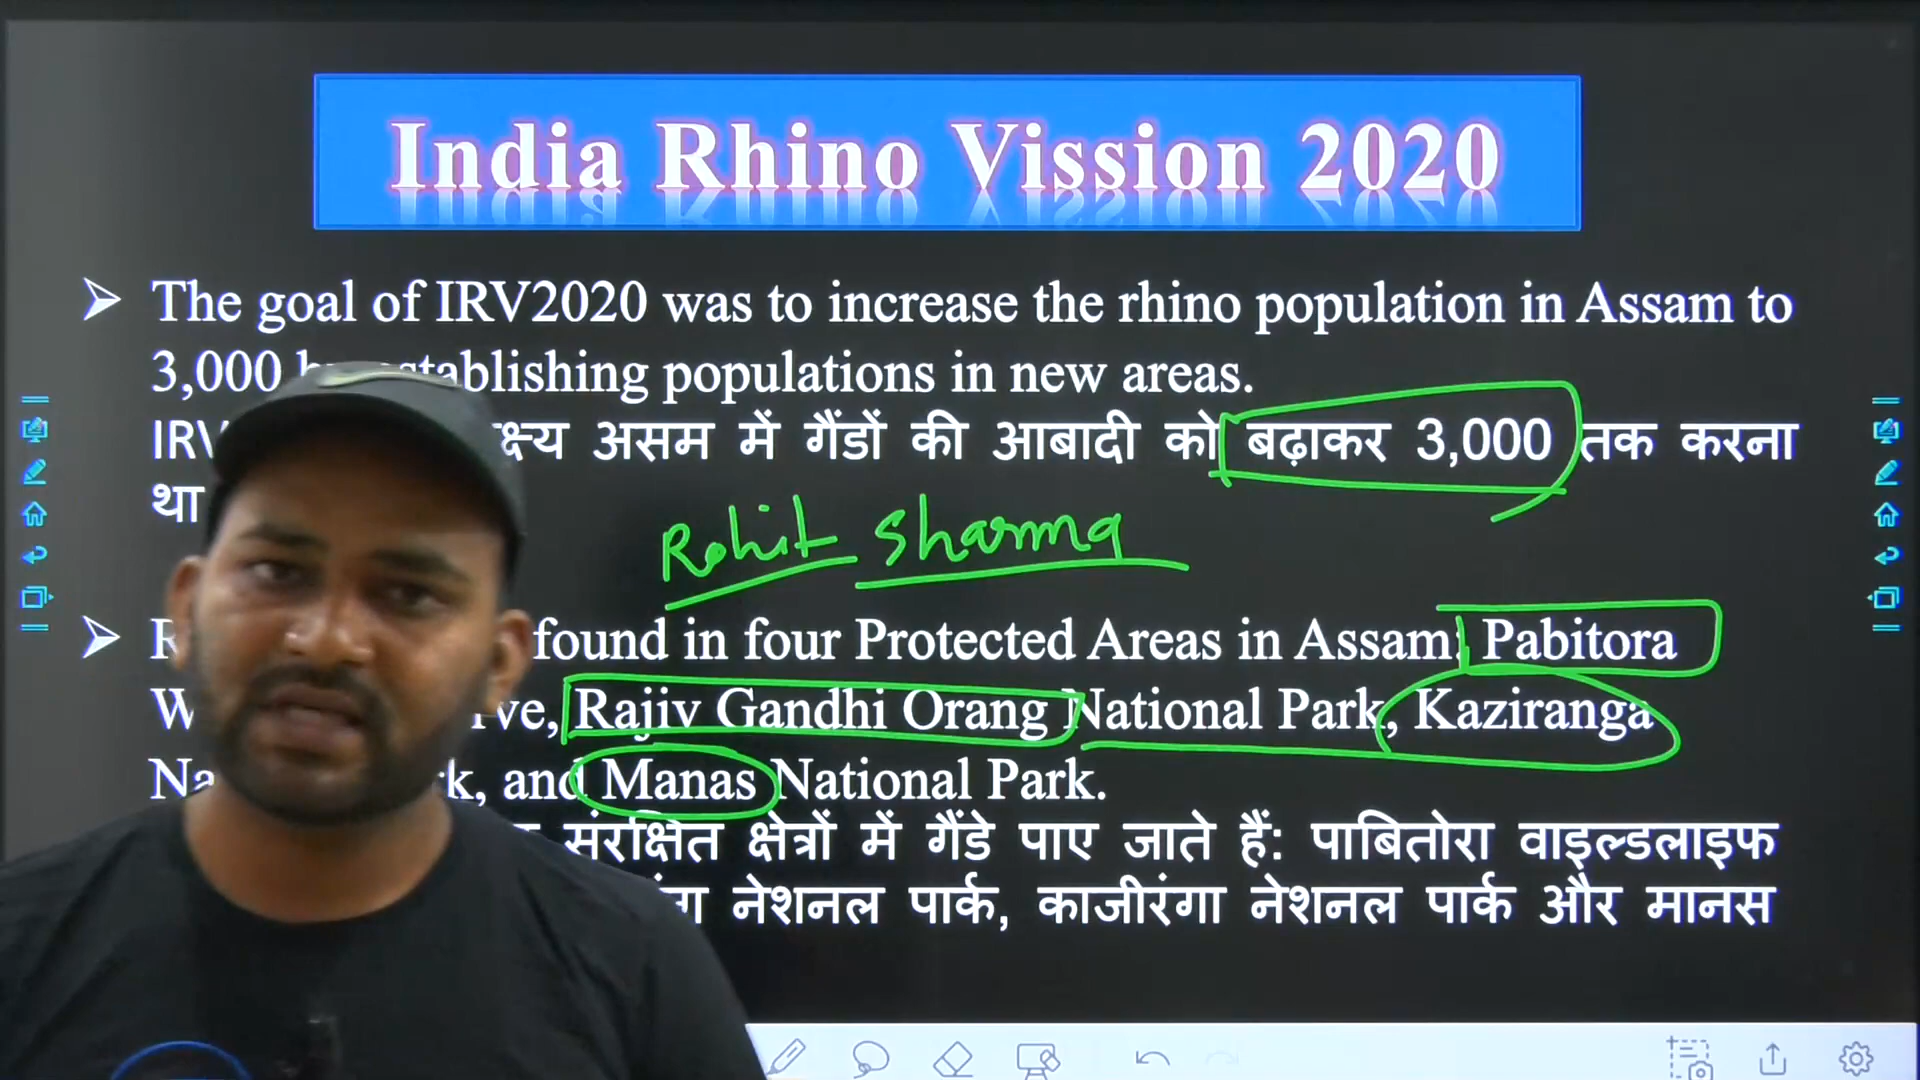 India Rhino Vission 2020
The goal of IRV2020 was to increase the rhino population in Assam to
3,000 establishing populations in new areas.
असम में गैंडों की आबादी को बढ़ाकर 3,000 तक करना
था
Rohit Sharma
found in four Protected Areas in Assam: Pabitora
Rajiv Gandhi Orang National Park, Kaziranga
and Manas National Park.
संरक्षित क्षेत्रों में गैंडे पाए जाते हैं: पाबितोरा वाइल्डलाइफ
नेशनल पार्क, काजीरंगा नेशनल पार्क और मानस